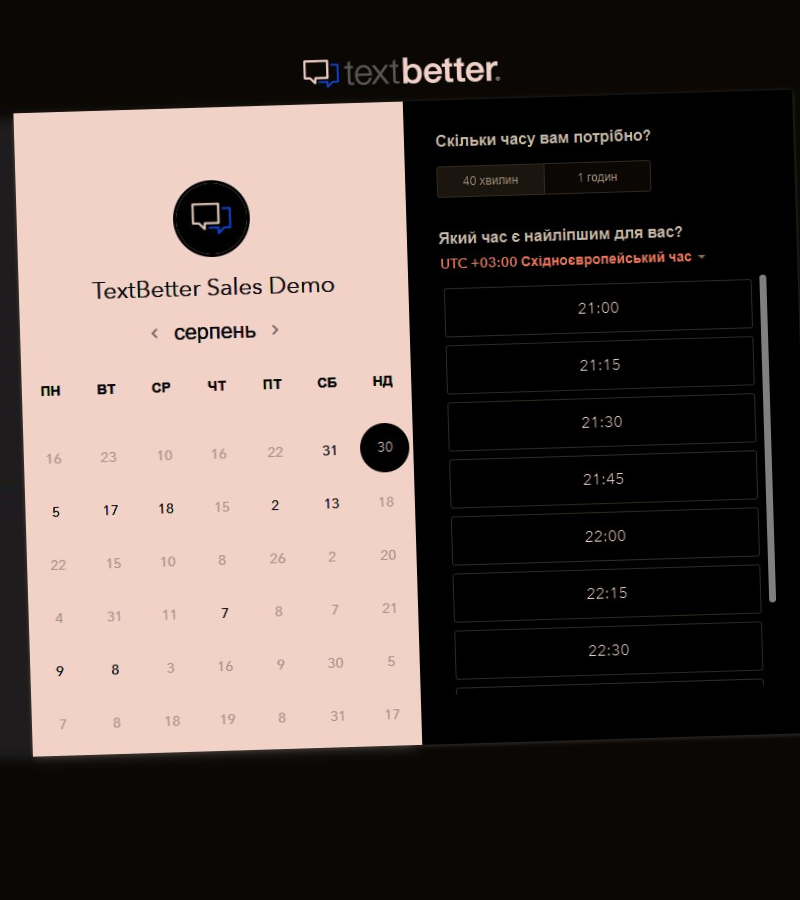 textbetter.
TextBetter Sales Demo
серпень
ПН ВТ СР ЧТ ПТ СБ НД
16 23 10 16 22 31 30
5 17 18 15 2 13 18
22 15 10 8 26 2 20
4 31 11 7 8 7 21
9 8 3 16 9 30 5
7 8 18 19 8 31 17
Скільки часу вам потрібно?
40 хвилин 1 годин
Який час є найліпшим для вас?
UTC +03:00 Східноєвропейський час
21:00
21:15
21:30
21:45
22:00
22:15
22:30